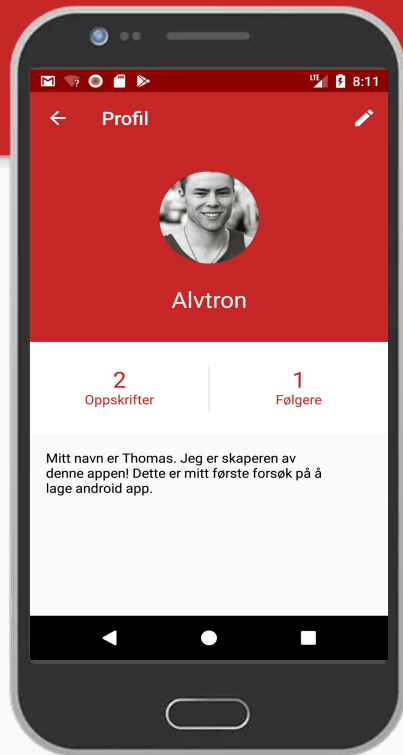 LTE 8:11
Profil
Alvtron
2 1
Oppskrifter Følgere
Mitt navn er Thomas. Jeg er skaperen av
denne appen! Dette er mitt første forsøk på å
lage android app.